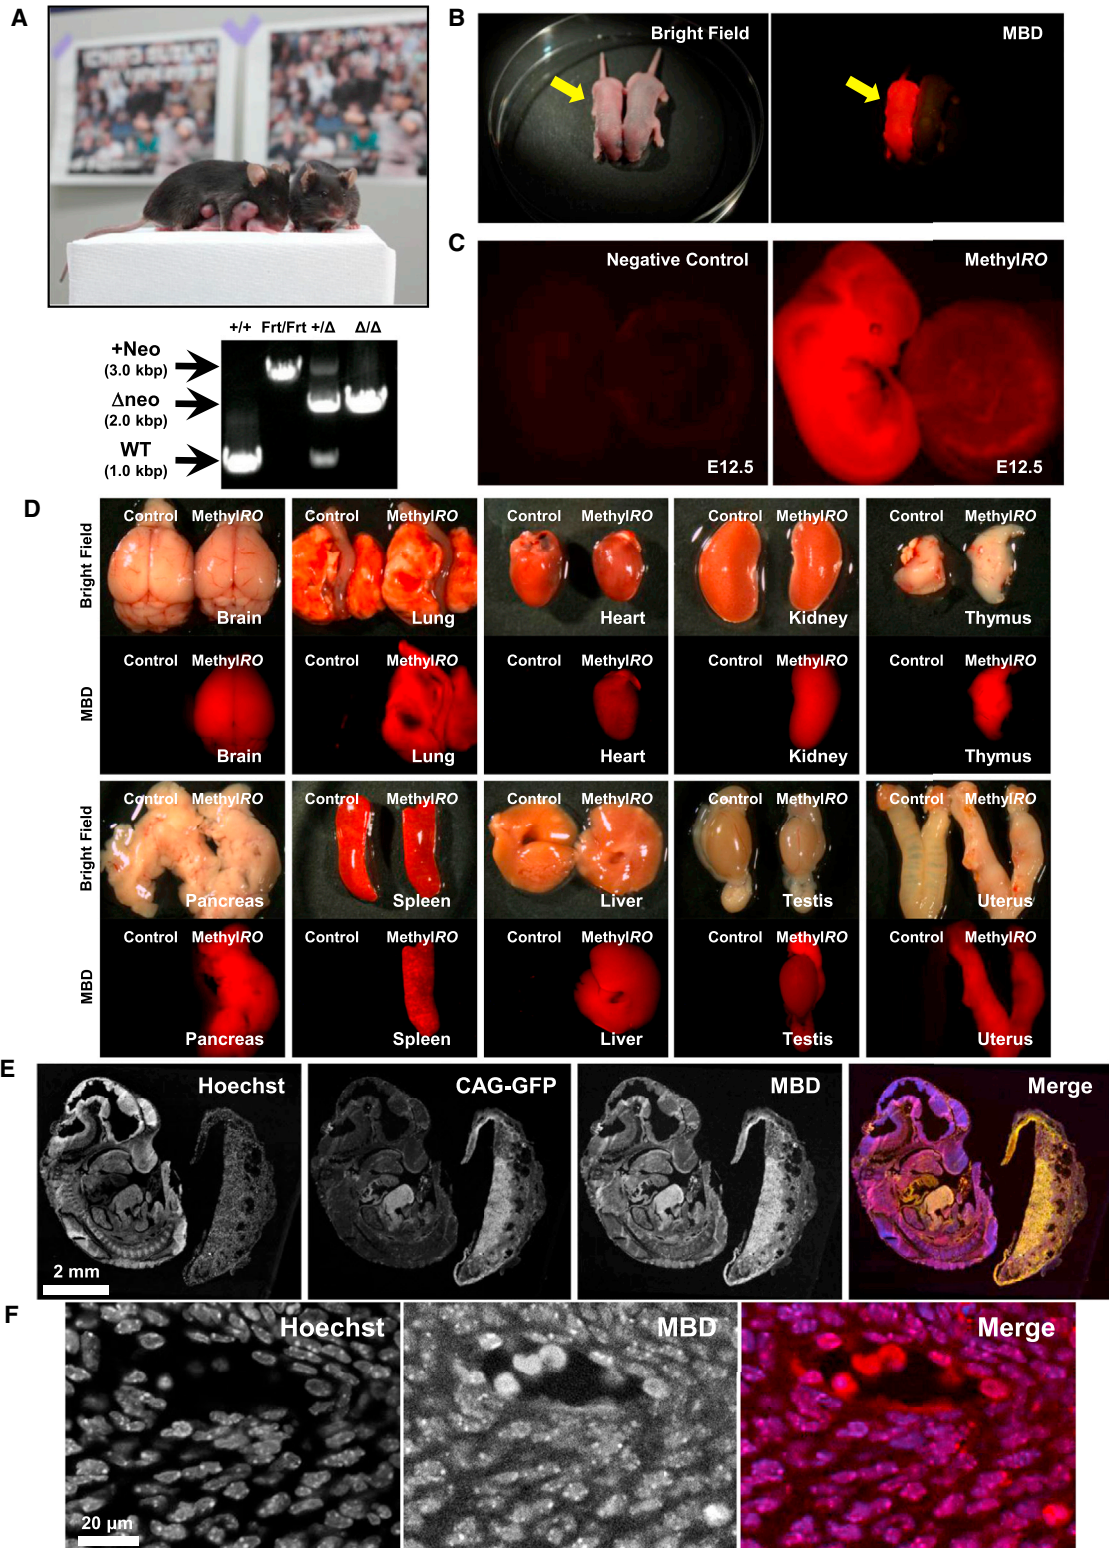 A
ICHIRO SUZUKI
+/+ Frt/Frt +/Δ Δ/Δ
+Neo
(3.0 kbp)
Δneo
(2.0 kbp)
WT
(1.0 kbp)
B
Bright Field
MBD
C
Negative Control
E12.5
MethylRO
E12.5
D
Bright Field
Control MethylRO
Brain
Control MethylRO
Lung
Control MethylRO
Heart
Control MethylRO
Kidney
Control MethylRO
Thymus
MBD
Control MethylRO
Brain
Control MethylRO
Lung
Control MethylRO
Heart
Control MethylRO
Kidney
Control MethylRO
Thymus
Bright Field
Control MethylRO
Pancreas
Control MethylRO
Spleen
Control MethylRO
Liver
Control MethylRO
Testis
Control MethylRO
Uterus
MBD
Control MethylRO
Pancreas
Control MethylRO
Spleen
Control MethylRO
Liver
Control MethylRO
Testis
Control MethylRO
Uterus
E
Hoechst
2 mm
CAG-GFP
MBD
Merge
F
Hoechst
20 μm
MBD
Merge